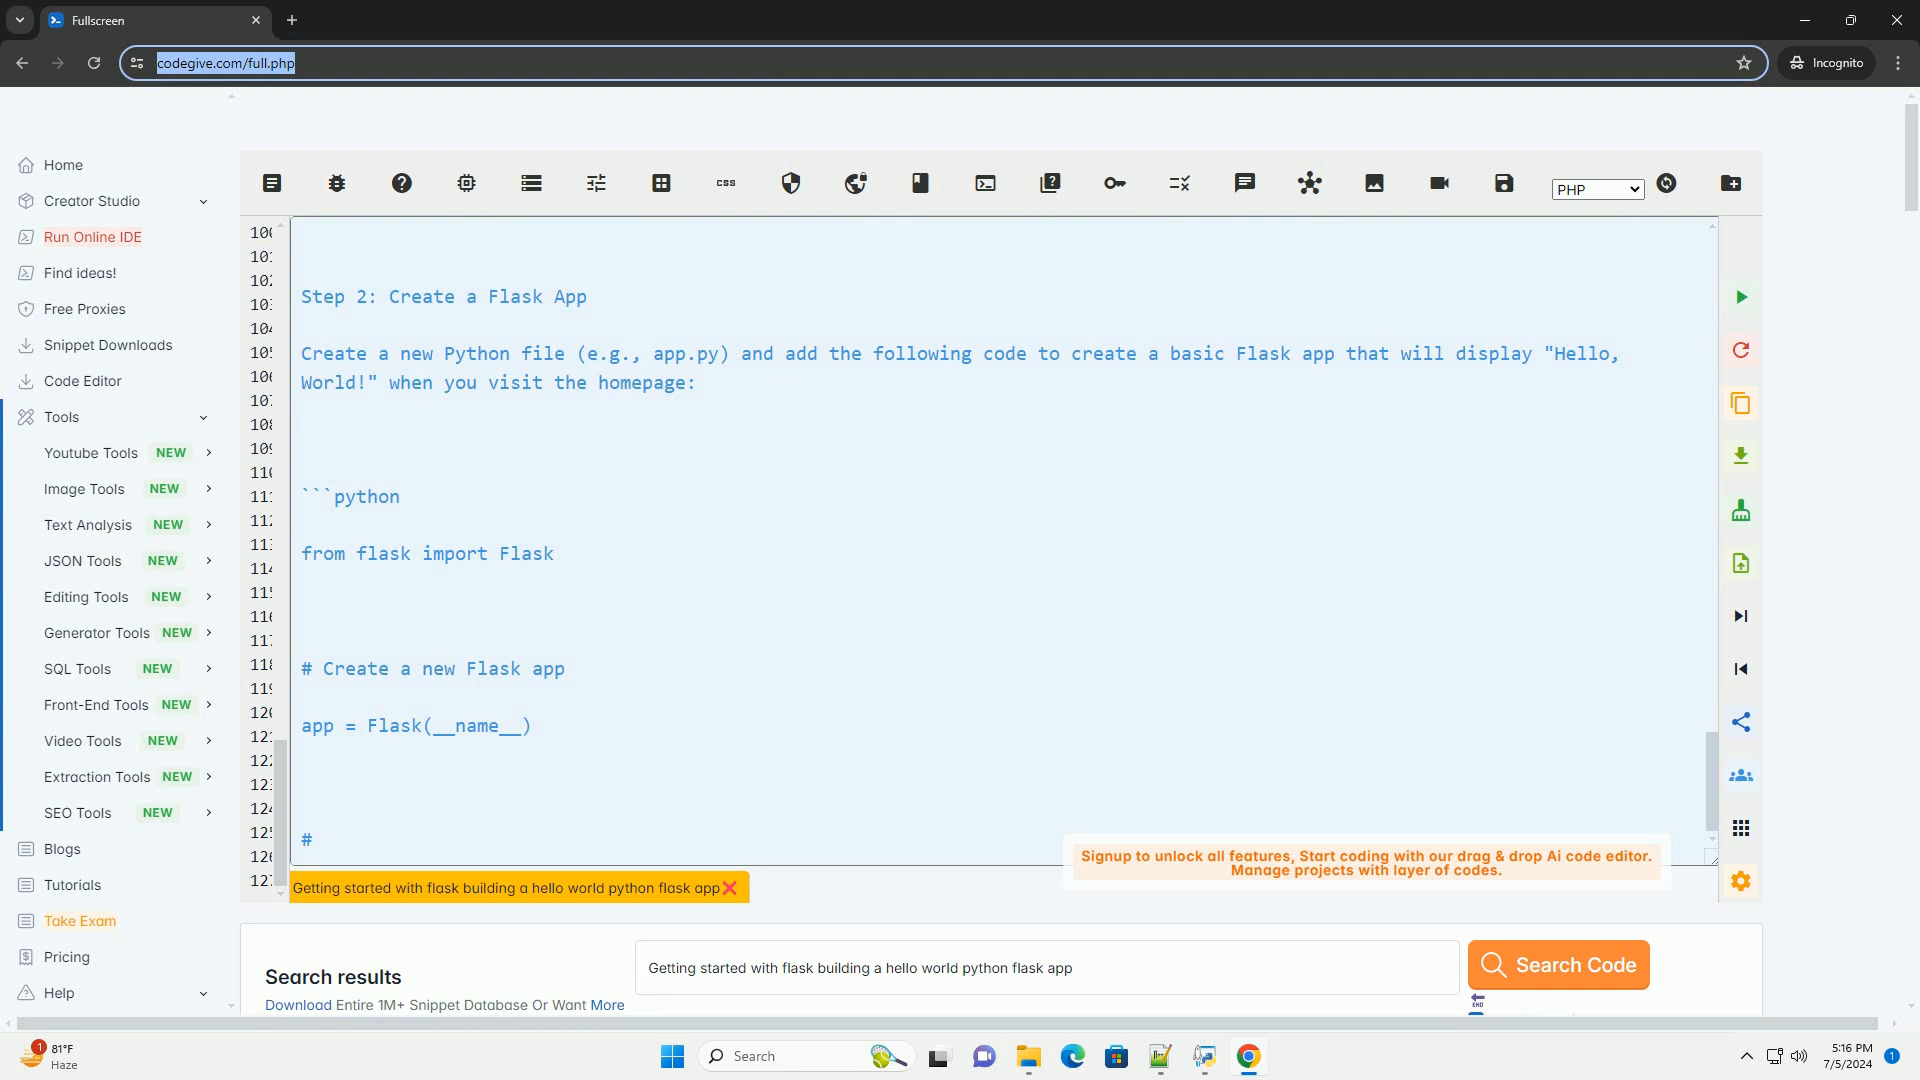 Fullscreen
codegive.com/full.php
Incognito
Home
Creator Studio
Run Online IDE
Find ideas!
Free Proxies
Snippet Downloads
Code Editor
Tools
Youtube Tools NEW
Image Tools NEW
Text Analysis NEW
JSON Tools NEW
Editing Tools NEW
Generator Tools NEW
SQL Tools NEW
Front-End Tools NEW
Video Tools NEW
Extraction Tools NEW
SEO Tools NEW
Blogs
Tutorials
Take Exam
Pricing
Help
css
PHP
Step 2: Create a Flask App
Create a new Python file (e.g., app.py) and add the following code to create a basic Flask app that will display "Hello,
World!" when you visit the homepage:
```python
from flask import Flask
# Create a new Flask app
app = Flask(__name__)
#
Signup to unlock all features, Start coding with our drag & drop Ai code editor.
Manage projects with layer of codes.
Getting started with flask building a hello world python flask app
Search results
Download Entire 1M+ Snippet Database Or Want More
Getting started with flask building a hello world python flask app
Search Code
END
1
81°F
Haze
Search
5:16 PM
7/5/2024
1